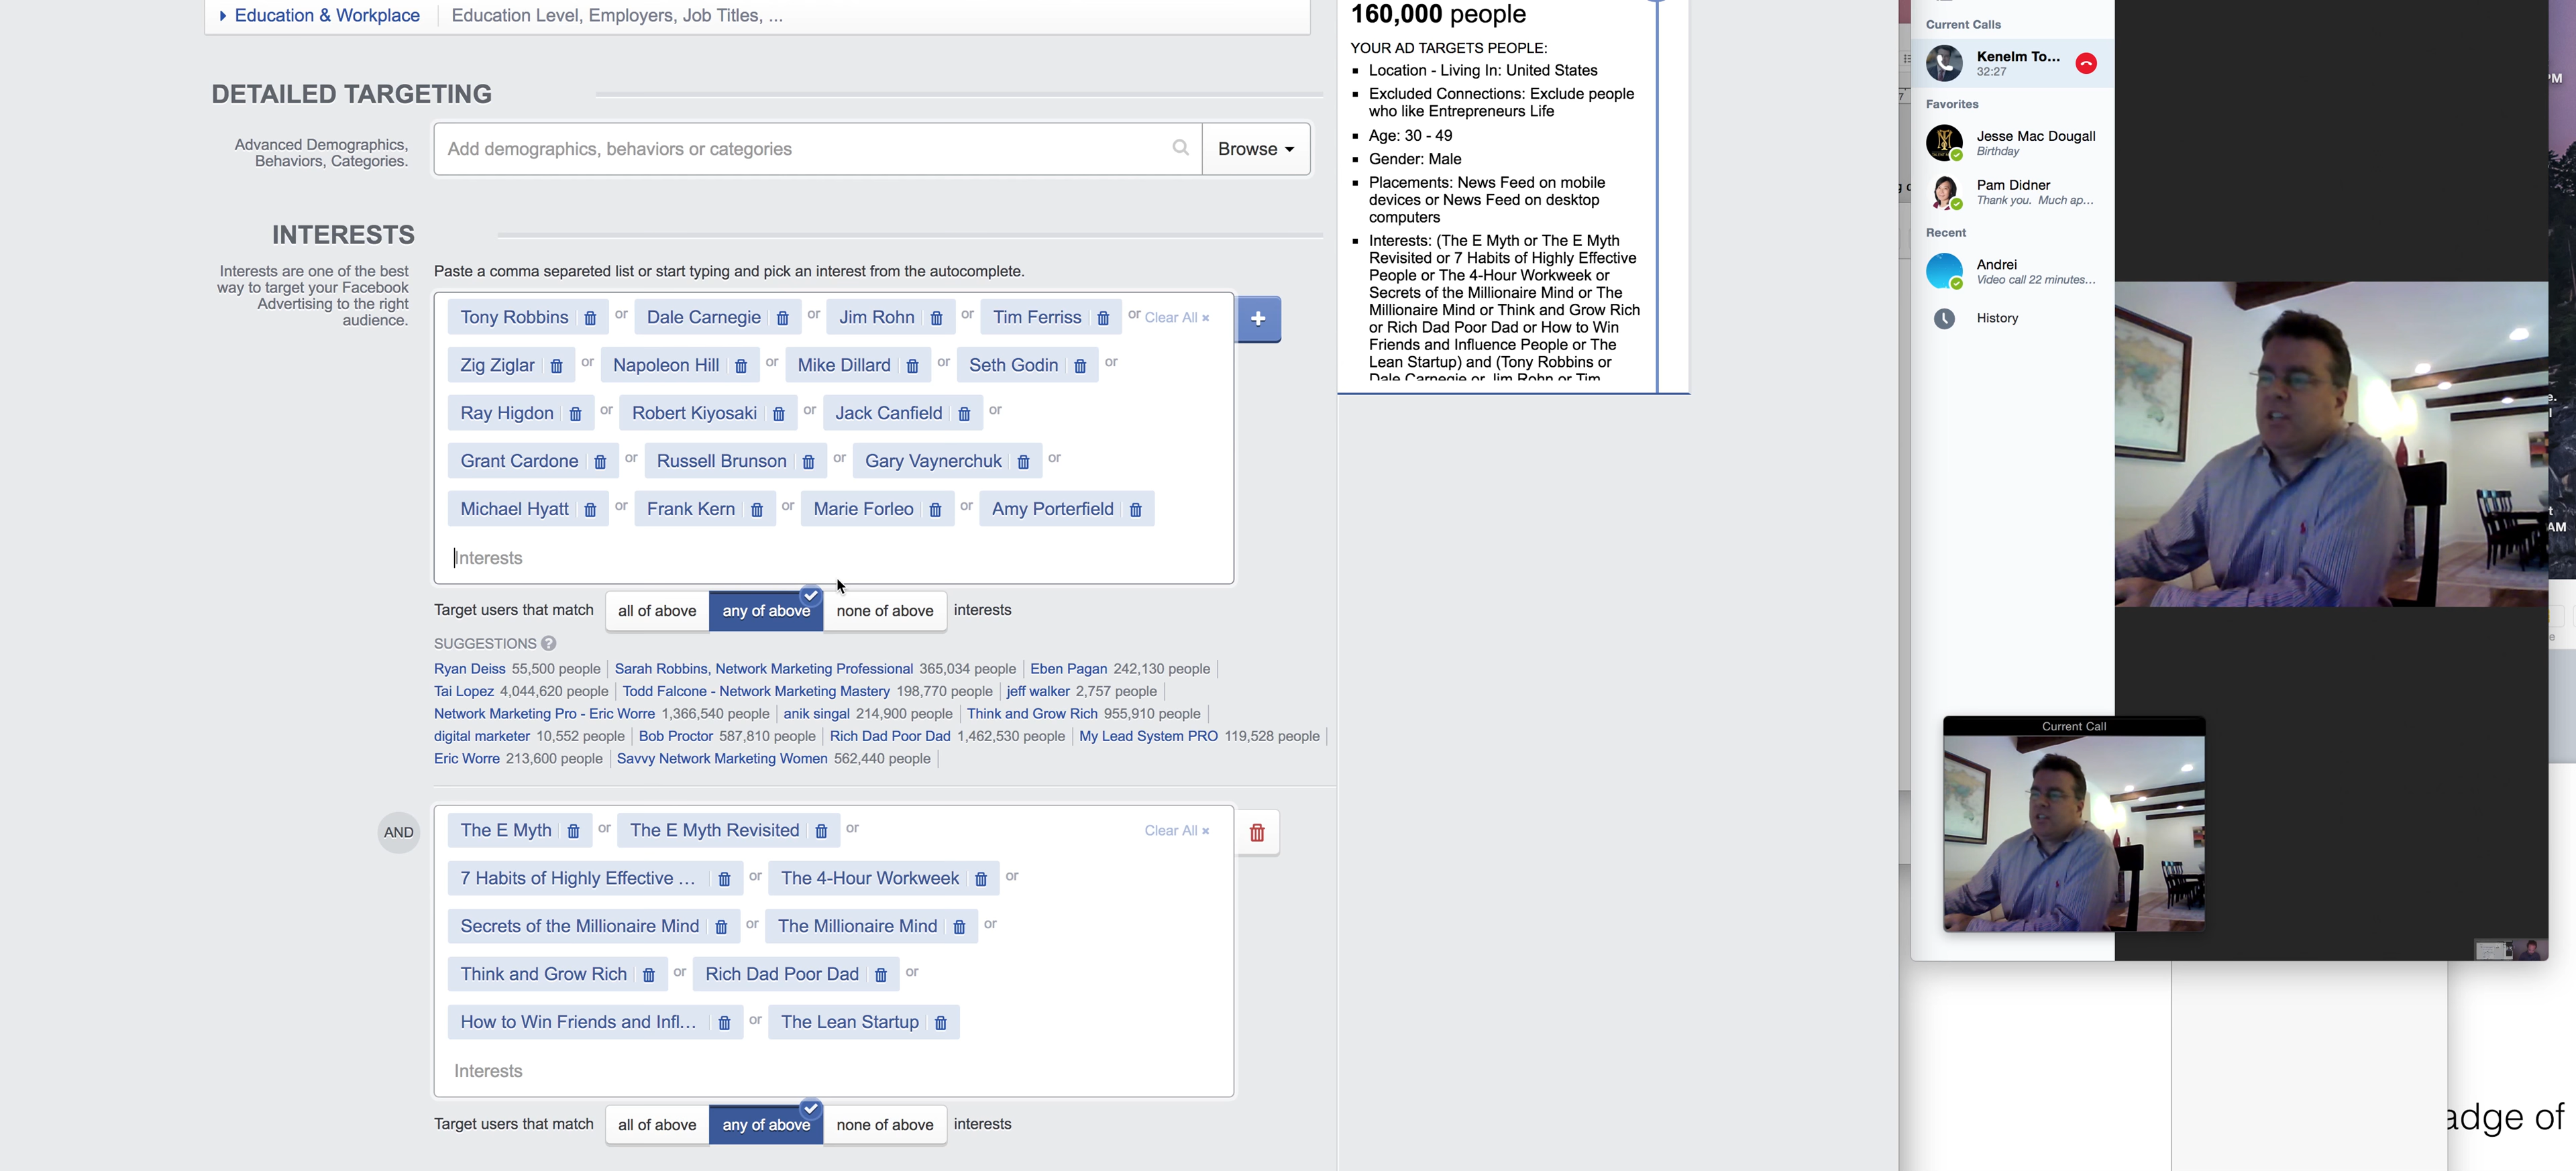 Education & Workplace
Education Level, Employers, Job Titles, ...
DETAILED TARGETING
Advanced Demographics,
Behaviors, Categories.
Add demographics, behaviors or categories
Browse
INTERESTS
Interests are one of the best
way to target your Facebook
Advertising to the right
audience.
Paste a comma separeted list or start typing and pick an interest from the autocomplete.
Tony Robbins or Dale Carnegie or Jim Rohn or Tim Ferriss or Clear All ×
Zig Ziglar or Napoleon Hill or Mike Dillard or Seth Godin or
Ray Higdon or Robert Kiyosaki or Jack Canfield or
Grant Cardone or Russell Brunson or Gary Vaynerchuk or
Michael Hyatt or Frank Kern or Marie Forleo or Amy Porterfield
Interests
+
Target users that match all of above any of above none of above interests
SUGGESTIONS ?
Ryan Deiss 55,500 people Sarah Robbins, Network Marketing Professional 365,034 people Eben Pagan 242,130 people
Tai Lopez 4,044,620 people Todd Falcone - Network Marketing Mastery 198,770 people jeff walker 2,757 people
Network Marketing Pro - Eric Worre 1,366,540 people anik singal 214,900 people Think and Grow Rich 955,910 people
digital marketer 10,552 people Bob Proctor 587,810 people Rich Dad Poor Dad 1,462,530 people My Lead System PRO 119,528 people
Eric Worre 213,600 people Savvy Network Marketing Women 562,440 people
AND
The E Myth or The E Myth Revisited or Clear All ×
7 Habits of Highly Effective ... or The 4-Hour Workweek or
Secrets of the Millionaire Mind or The Millionaire Mind or
Think and Grow Rich or Rich Dad Poor Dad or
How to Win Friends and Infl... or The Lean Startup
Interests
Target users that match all of above any of above none of above interests
160,000 people
YOUR AD TARGETS PEOPLE:
Location - Living In: United States
Excluded Connections: Exclude people
who like Entrepreneurs Life
Age: 30 - 49
Gender: Male
Placements: News Feed on mobile
devices or News Feed on desktop
computers
Interests: (The E Myth or The E Myth
Revisited or 7 Habits of Highly Effective
People or The 4-Hour Workweek or
Secrets of the Millionaire Mind or The
Millionaire Mind or Think and Grow Rich
or Rich Dad Poor Dad or How to Win
Friends and Influence People or The
Lean Startup) and (Tony Robbins or
Dale Carnegie or Jim Rohn or Tim
Current Calls
Kenelm To...
32:27
Favorites
Jesse Mac Dougall
Birthday
Pam Didner
Thank you. Much ap...
Recent
Andrei
Video call 22 minutes...
History
Current Call
AM
adge of